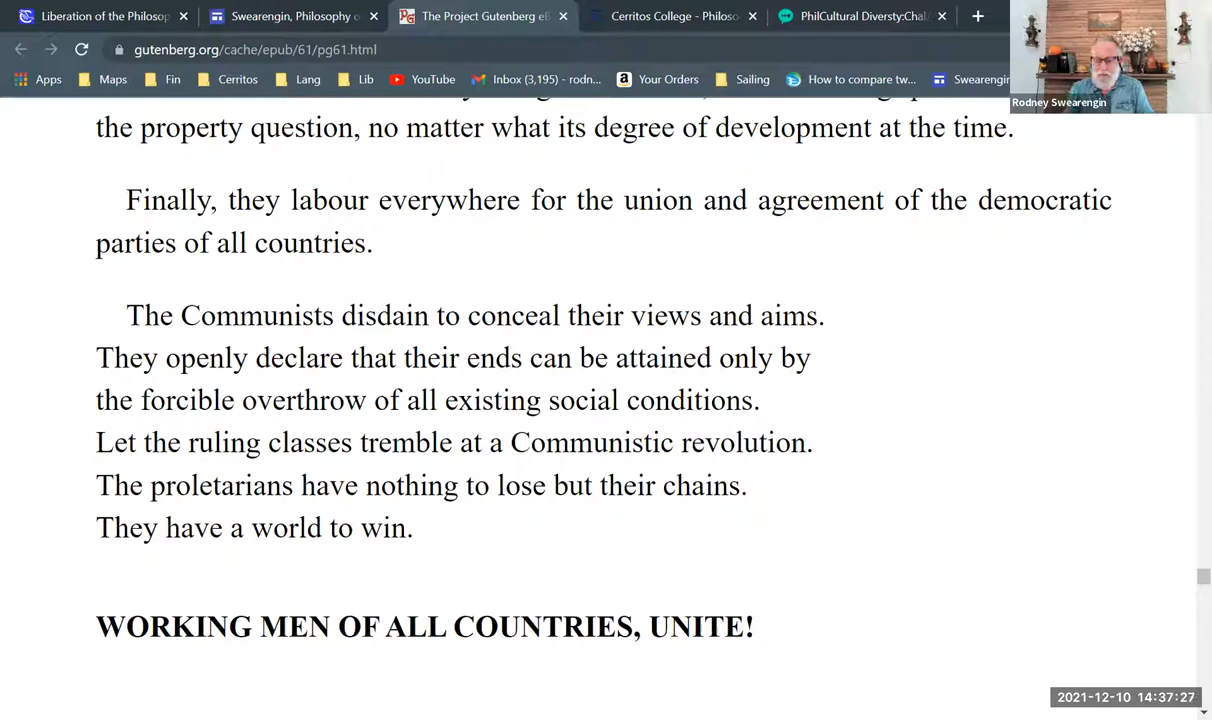 Liberation of the Philosop
Swearengin, Philosophy o
The Project Gutenberg eB
Cerritos College - Philoso
PhilCultural Diversty:Chal/
gutenberg.org/cache/epub/61/pg61.html
Apps
Maps
Fin
Cerritos
Lang
Lib
YouTube
Inbox (3,195) - rodn...
Your Orders
Sailing
How to compare tw...
Swearengin
Rodney Swearengin
the property question, no matter what its degree of development at the time.
Finally, they labour everywhere for the union and agreement of the democratic
parties of all countries.
The Communists disdain to conceal their views and aims.
They openly declare that their ends can be attained only by
the forcible overthrow of all existing social conditions.
Let the ruling classes tremble at a Communistic revolution.
The proletarians have nothing to lose but their chains.
They have a world to win.
WORKING MEN OF ALL COUNTRIES, UNITE!
2021-12-10 14:37:27